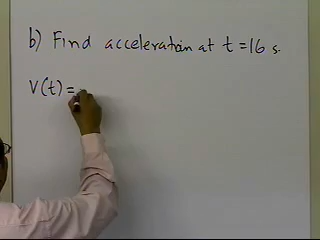 b) Find acceleration at t=16 s.
V(t)=